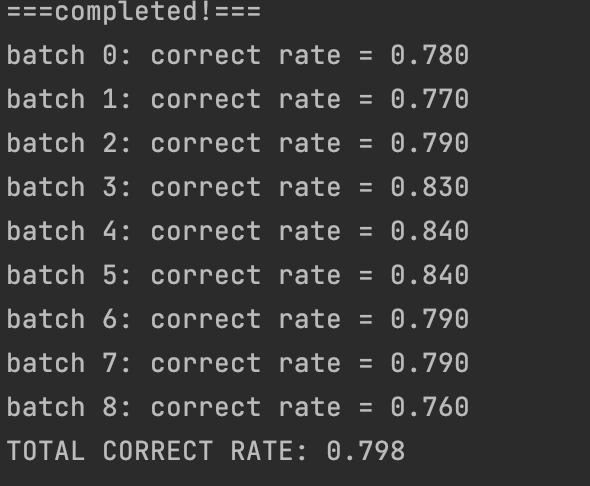 ===completed!===
batch 0: correct rate = 0.780
batch 1: correct rate = 0.770
batch 2: correct rate = 0.790
batch 3: correct rate = 0.830
batch 4: correct rate = 0.840
batch 5: correct rate = 0.840
batch 6: correct rate = 0.790
batch 7: correct rate = 0.790
batch 8: correct rate = 0.760
TOTAL CORRECT RATE: 0.798